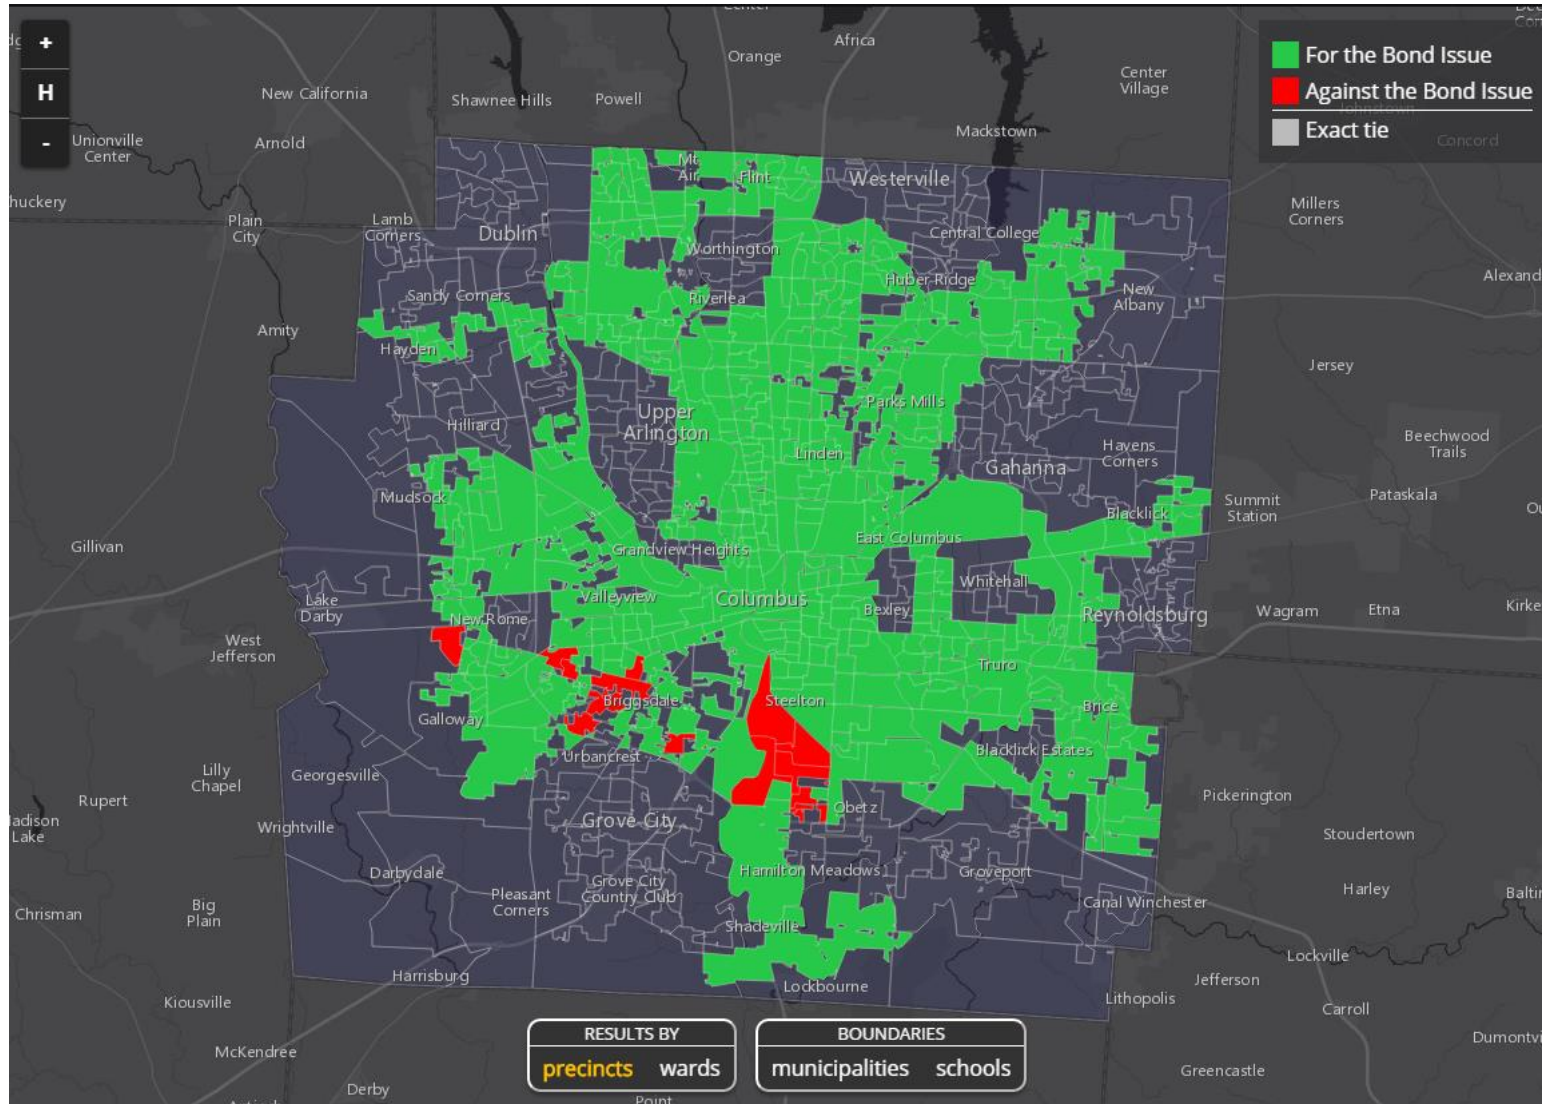 Center
Africa
Orange
+
H
-
For the Bond Issue
Against the Bond Issue
Exact tie
Center
Village
New California
Shawnee Hills
Powell
Johnstown
Mackstown
Concord
Unionville
Center
Arnold
Mt
Air
Flint
Westerville
Plain
City
Lamb
Corners
Dublin
Millers
Corners
Central College
Worthington
Huber Ridge
Sandy Corners
Riverlea
New
Albany
Amity
Hayden
Jersey
Parks Mills
Upper
Arlington
Hilliard
Linden
Havens
Corners
Beechwood
Trails
Gahanna
Mudsock
Pataskala
Summit
Station
Blacklick
Gillivan
Grandview Heights
East Columbus
Whitehall
Lake
Darby
Valleyview
Columbus
Bexley
Reynoldsburg
Wagram
Etna
New Rome
West
Jefferson
Truro
Briggsdale
Steelton
Brice
Galloway
Blacklick Estates
Urbancrest
Lilly
Chapel
Georgesville
Rupert
Madison
Lake
Wrightville
Grove City
Obetz
Pickerington
Stoudertown
Darbydale
Hamilton Meadows
Groveport
Pleasant
Corners
Grove City
Country Club
Harley
Big
Plain
Chrisman
Canal Winchester
Shadeville
Harrisburg
Lockbourne
Lockville
Jefferson
Lithopolis
Kiousville
Carroll
McKendree
Derby
RESULTS BY
precincts wards
BOUNDARIES
municipalities schools
Greencastle
Point